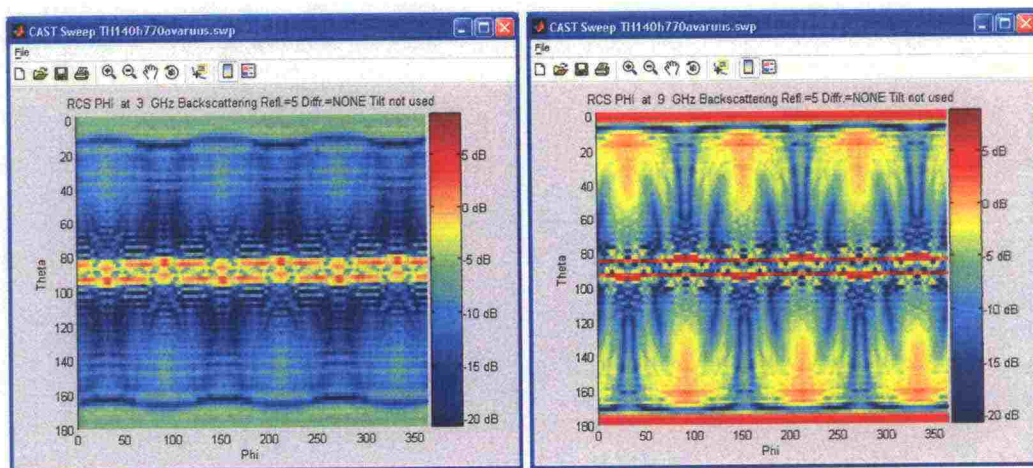 CAST Sweep TH140h770avaruus.swp
File
RCS PHI at 3 GHz Backscattering Refl.=5 Diffr.=NONE Tilt not used
0
20
40
60
80
100
120
140
160
180
Theta
0 50 100 150 200 250 300 350
Phi
5 dB
0 dB
-5 dB
-10 dB
-15 dB
-20 dB
CAST Sweep TH140h770avaruus.swp
File
RCS PHI at 9 GHz Backscattering Refl.=5 Diffr.=NONE Tilt not used
0
20
40
60
80
100
120
140
160
180
Theta
0 50 100 150 200 250 300 350
Phi
5 dB
0 dB
-5 dB
-10 dB
-15 dB
-20 dB